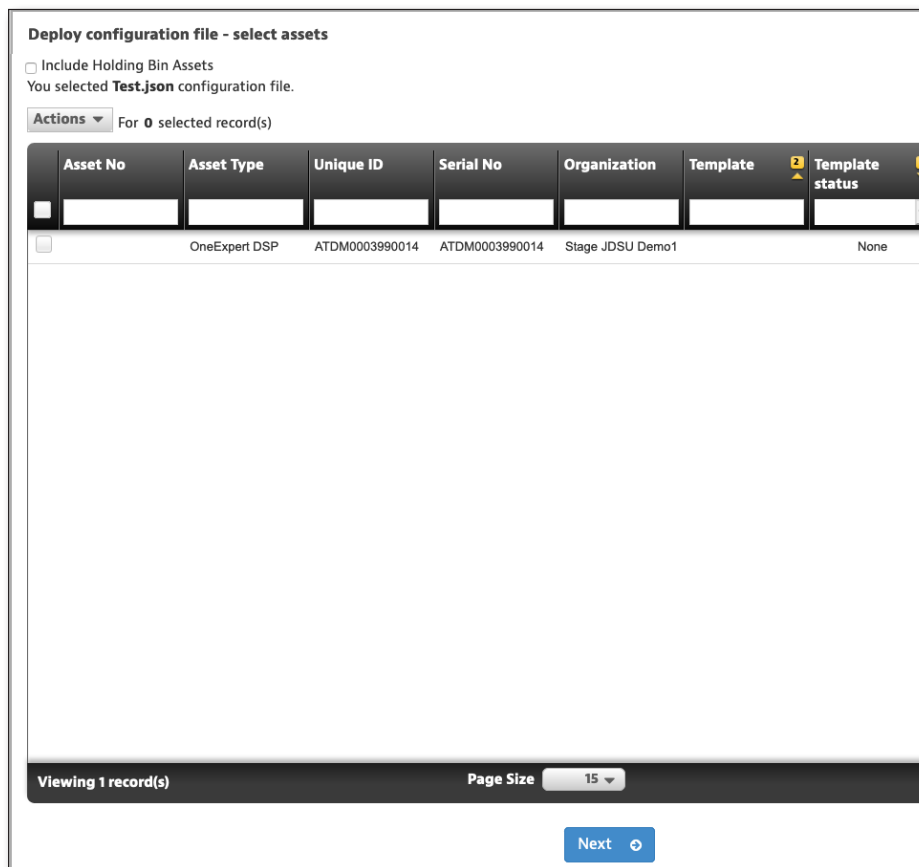 Deploy configuration file - select assets
Include Holding Bin Assets
You selected Test.json configuration file.
Actions For 0 selected record(s)
Asset No Asset Type Unique ID Serial No Organization Template 2 Template status
OneExpert DSP ATDM0003990014 ATDM0003990014 Stage JDSU Demo1 None
Viewing 1 record(s) Page Size 15
Next